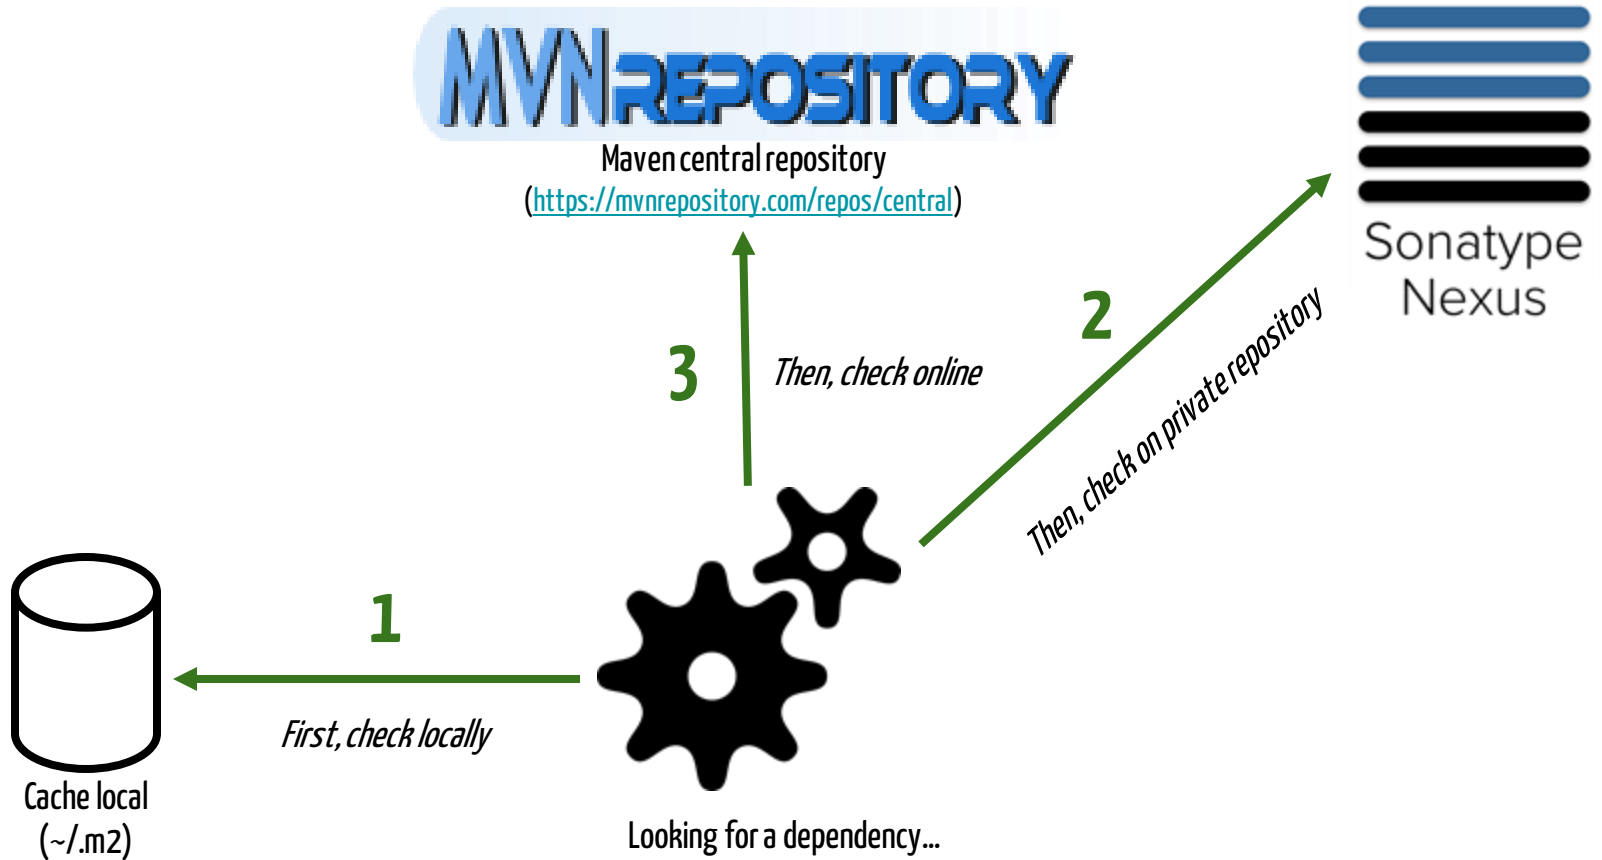 MVNREPOSITORY
Maven central repository
(https://mvnrepository.com/repos/central)
Sonatype
Nexus
2
3
Then, check online
Then, check on private repository
1
First, check locally
Cache local
(~/.m2)
Looking for a dependency...